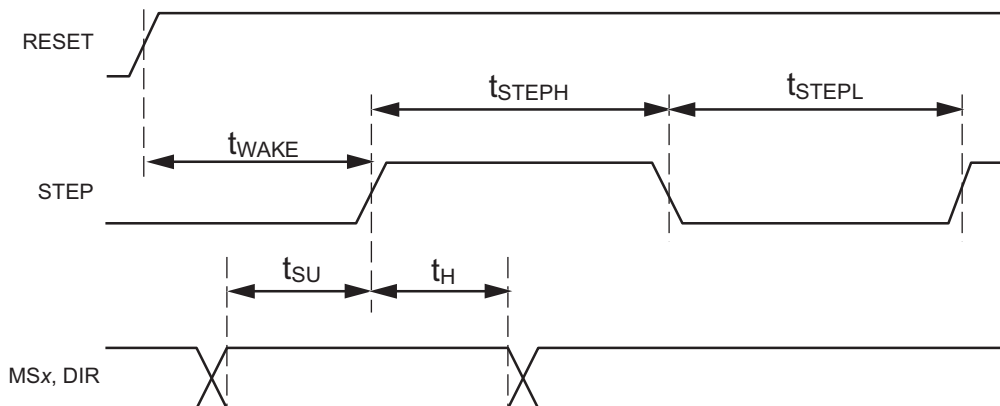 RESET
tSTEPH
tSTEPL
tWAKE
STEP
tSU
tH
MSx, DIR